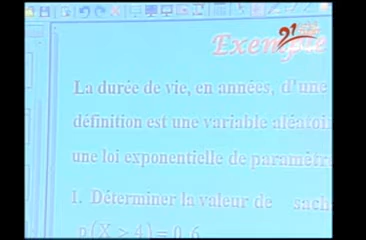 Exemple
La durée de vie, en années, d'une
définition est une variable aléatoi
une loi exponentielle de paramètr
1. Déterminer la valeur de sach
p(X > 4) = 0,6